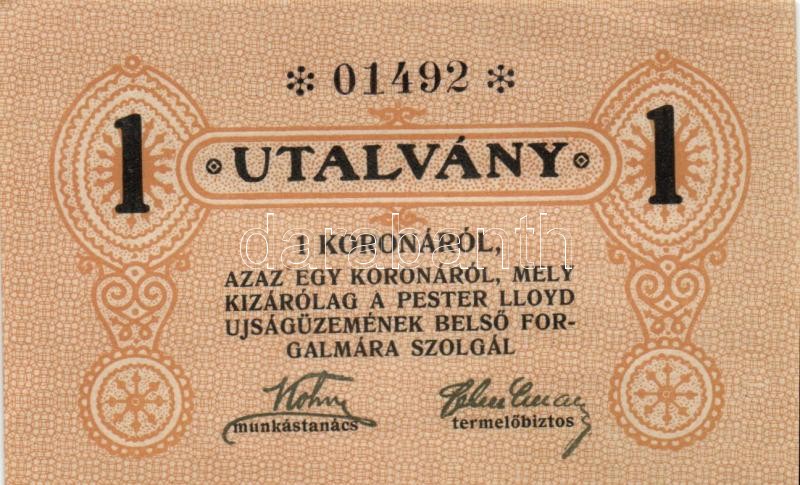 * 01492 *
1 UTALVÁNY 1
1 KORONÁRÓL,
AZAZ EGY KORONÁRÓL, MELY
KIZÁRÓLAG A PESTER LLOYD
UJSÁGÜZEMÉNEK BELSŐ FOR-
GALMÁRA SZOLGÁL
munkástanács termelőbiztos